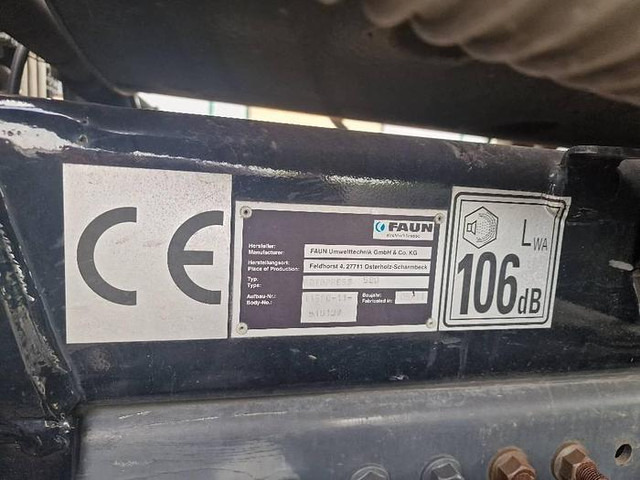 CE
FAUN
Hersteller:
Manufacturer:
FAUN Umwelttechnik GmbH & Co. KG
Herstellungsort:
Place of Production:
Feldhorst 4, 27711 Osterholz-Scharmbeck
Typ:
Type:
Aufbau-Nr.:
Body-No.:
Baujahr:
Fabricated in:
LWA
106dB